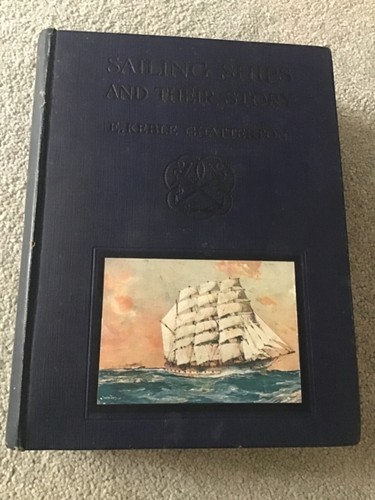 SAILING SHIPS
AND THEIR STORY
E. KEBLE CHATTERTON